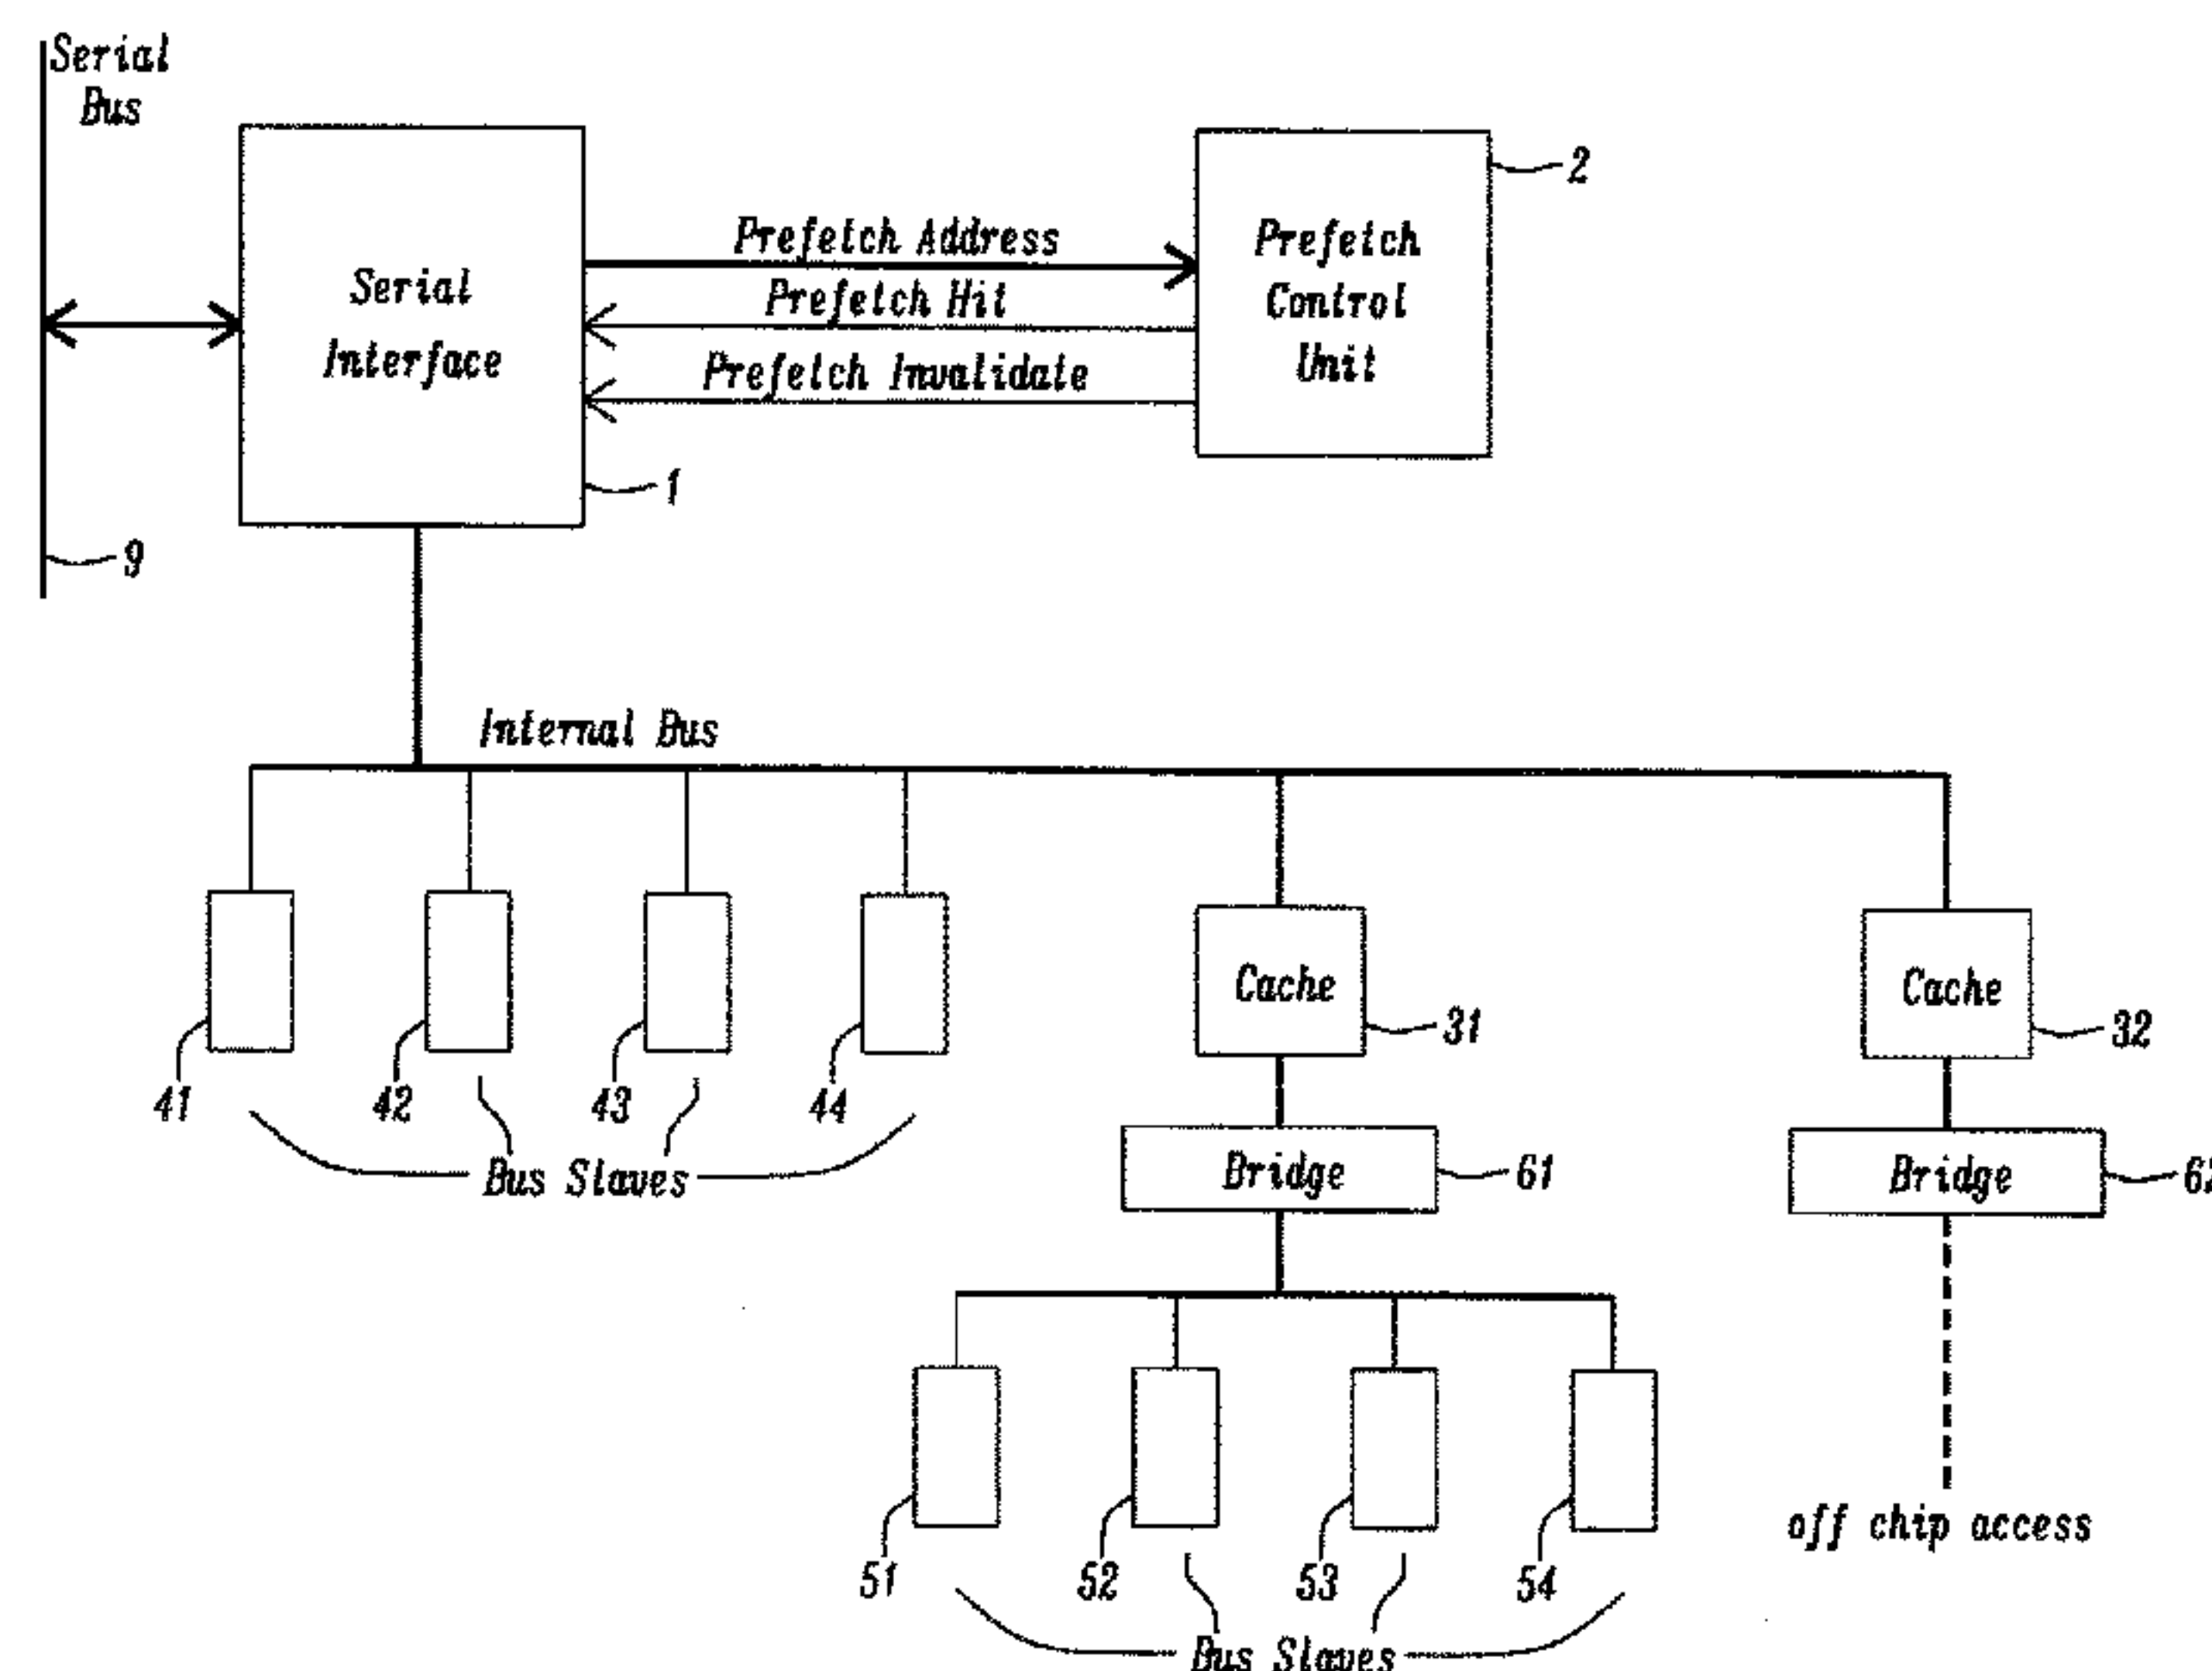 Serial
Bus
Serial
Interface
Prefetch Address
Prefetch Hit
Prefetch Invalidate
Prefetch
Control
Unit
2
1
9
Internal Bus
Cache
Cache
31
32
41
42
43
44
Bus Slaves
Bridge
61
Bridge
62
off chip access
51
52
53
54
Bus Slaves